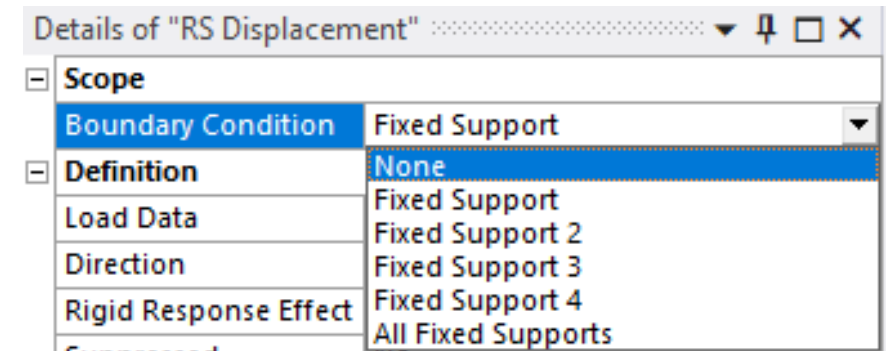 Details of "RS Displacement"
Scope
Boundary Condition Fixed Support
None
Definition
Fixed Support
Load Data
Fixed Support 2
Direction
Fixed Support 3
Rigid Response Effect
Fixed Support 4
All Fixed Supports